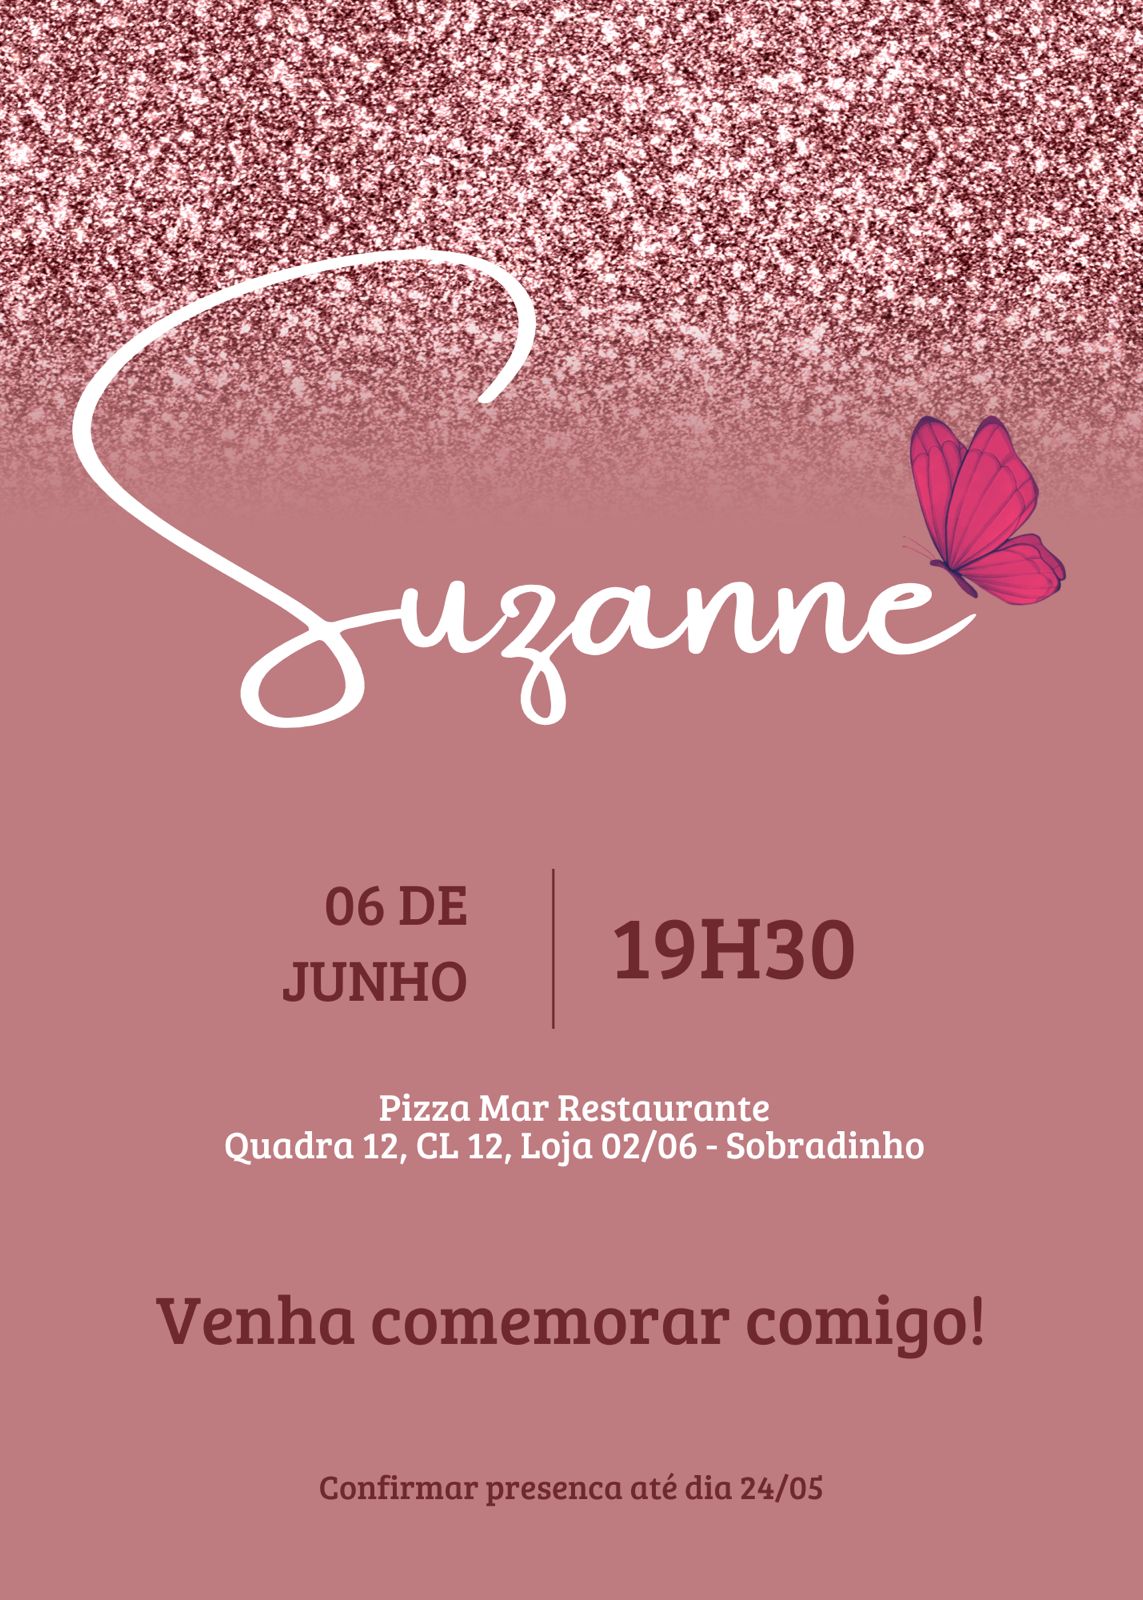 Suzanne
06 DE
JUNHO
19H30
Pizza Mar Restaurante
Quadra 12, CL 12, Loja 02/06 - Sobradinho
Venha comemorar comigo!
Confirmar presenca até dia 24/05